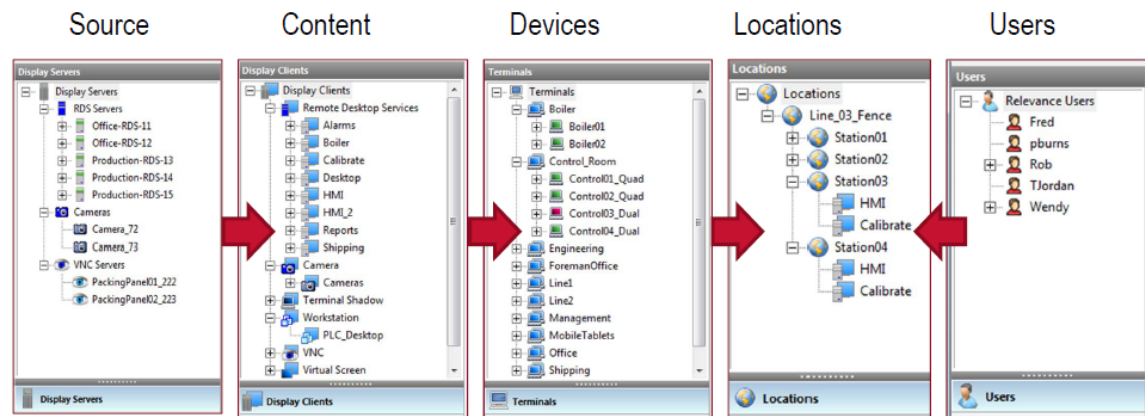 Source
Content
Devices
Locations
Users
Display Servers
Display Servers
RDS Servers
Office-RDS-11
Office-RDS-12
Production-RDS-13
Production-RDS-14
Production-RDS-15
Cameras
Camera_72
Camera_73
VNC Servers
PackingPanel01_222
PackingPanel02_223
Display Servers
Display Clients
Display Clients
Remote Desktop Services
Alarms
Boiler
Calibrate
Desktop
HMI
HMI_2
Reports
Shipping
Camera
Cameras
Terminal Shadow
Workstation
PLC_Desktop
VNC
Virtual Screen
Display Clients
Terminals
Terminals
Boiler
Boiler01
Boiler02
Control_Room
Control01_Quad
Control02_Quad
Control03_Dual
Control04_Dual
Engineering
ForemanOffice
Line1
Line2
Management
MobileTablets
Office
Shipping
Terminals
Locations
Locations
Line_03_Fence
Station01
Station02
Station03
HMI
Calibrate
Station04
HMI
Calibrate
Locations
Users
Relevance Users
Fred
pburns
Rob
TJordan
Wendy
Users